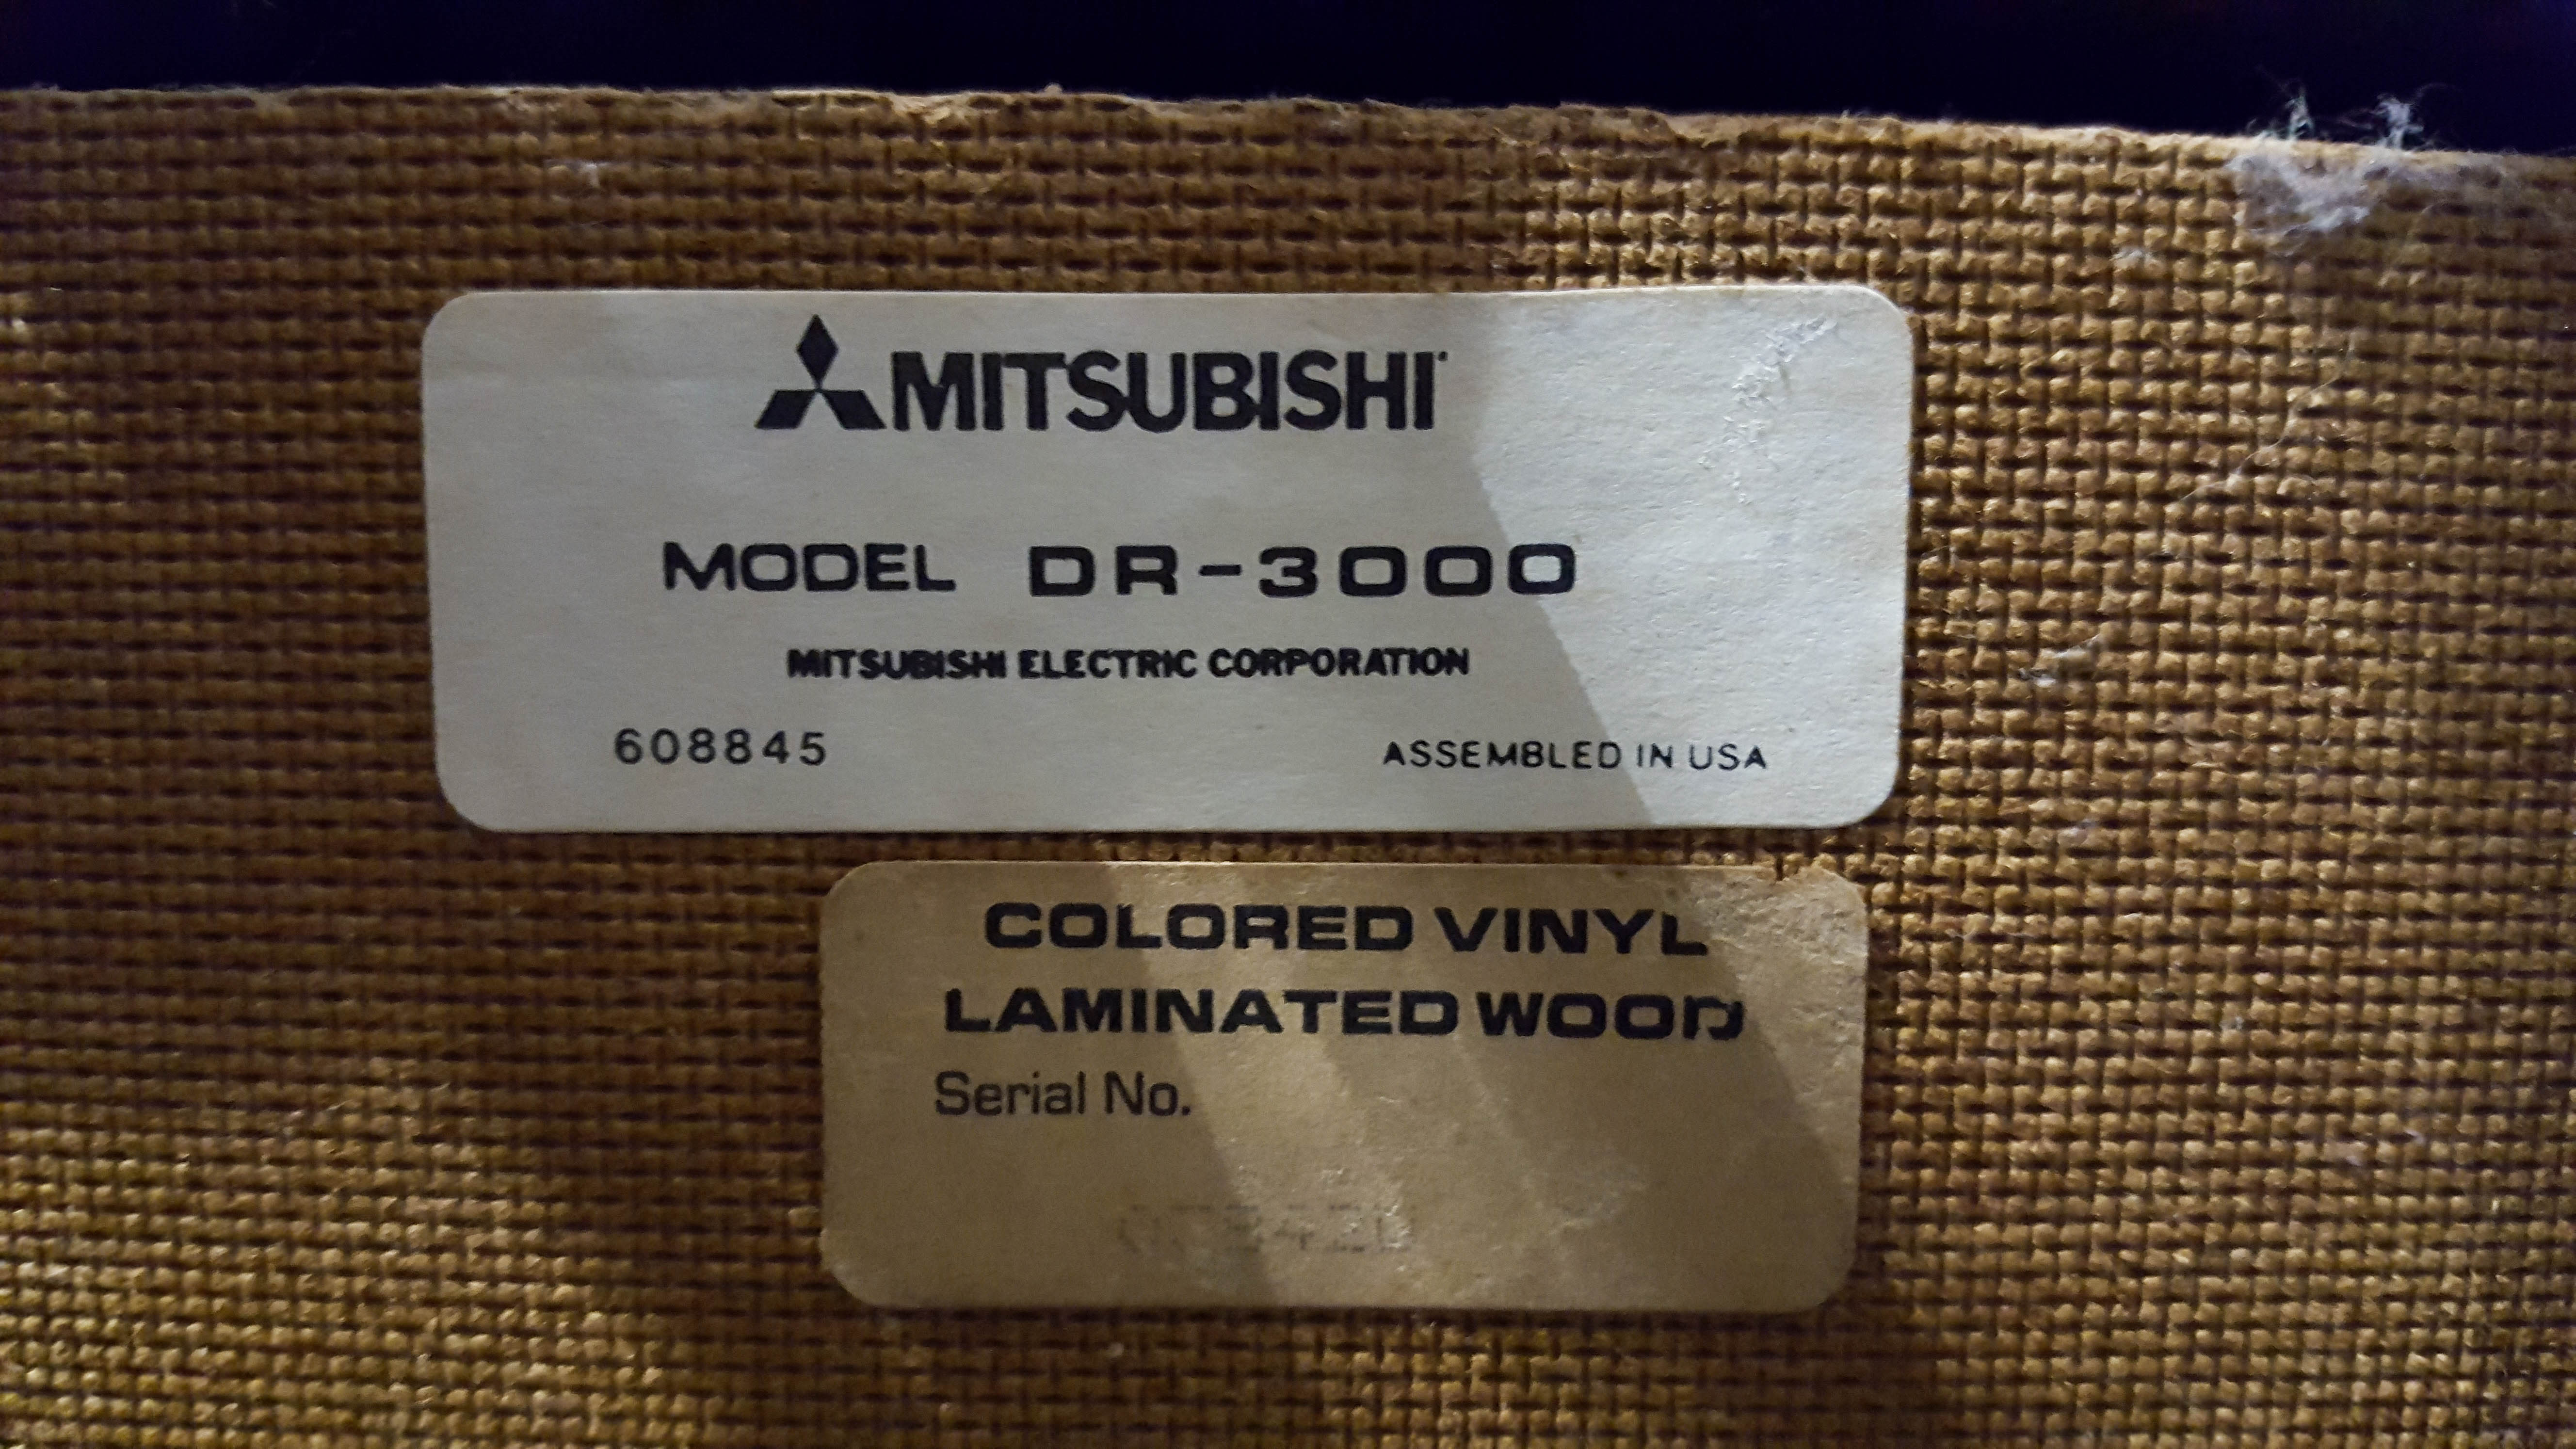 MITSUBISHI
MODEL DR-3000
MITSUBISHI ELECTRIC CORPORATION
608845 ASSEMBLED IN USA
COLORED VINYL
LAMINATED WOOD
Serial No.